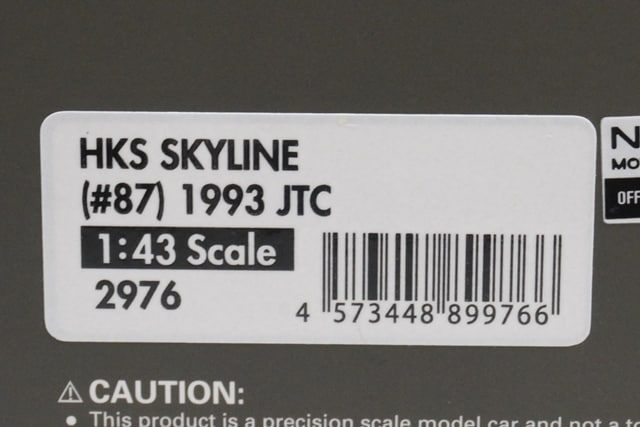 HKS SKYLINE
(#87) 1993 JTC
1:43 Scale
2976
4 573448 899766
OFF
⚠ CAUTION:
• This product is a precision scale model car and not a